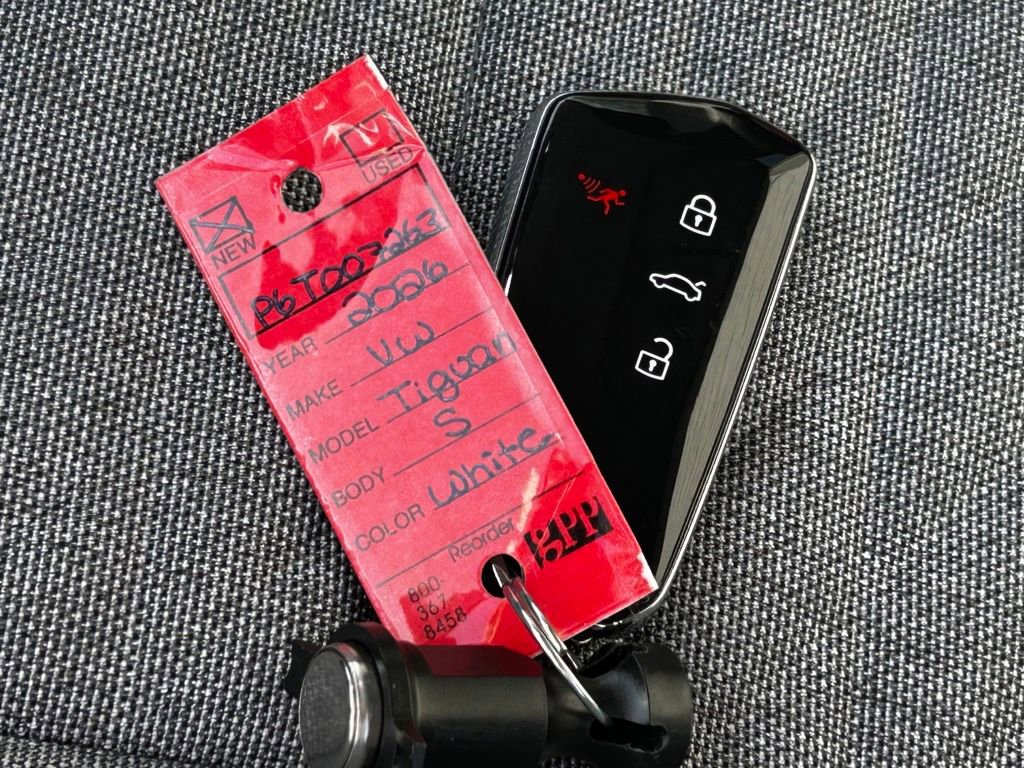 USED
NEW
P6T007263
YEAR 2026
MAKE VW
MODEL Tiguan
BODY S
COLOR White
Reorder gpp
800-
367
8458